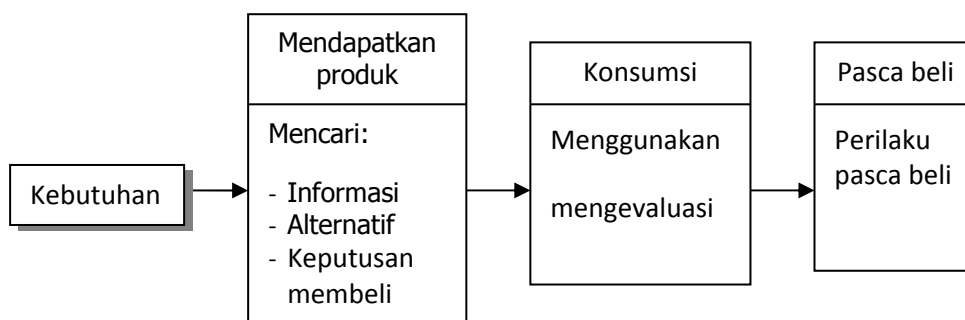 Kebutuhan
Mendapatkan
produk
Mencari:
- Informasi
- Alternatif
- Keputusan
membeli
Konsumsi
Menggunakan
mengevaluasi
Pasca beli
Perilaku
pasca beli